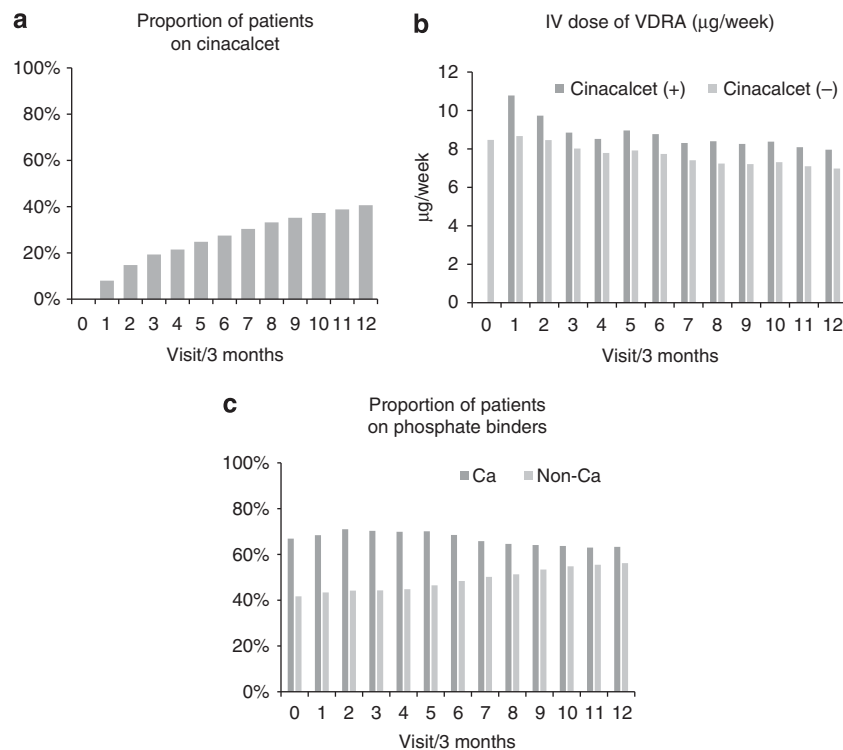 a
Proportion of patients
on cinacalcet
100%
80%
60%
40%
20%
0%
0 1 2 3 4 5 6 7 8 9 10 11 12
Visit/3 months
b
IV dose of VDRA (μg/week)
Cinacalcet (+) Cinacalcet (–)
μg/week
12
10
8
6
4
2
0
0 1 2 3 4 5 6 7 8 9 10 11 12
Visit/3 months
c
Proportion of patients
on phosphate binders
Ca Non-Ca
100%
80%
60%
40%
20%
0%
0 1 2 3 4 5 6 7 8 9 10 11 12
Visit/3 months